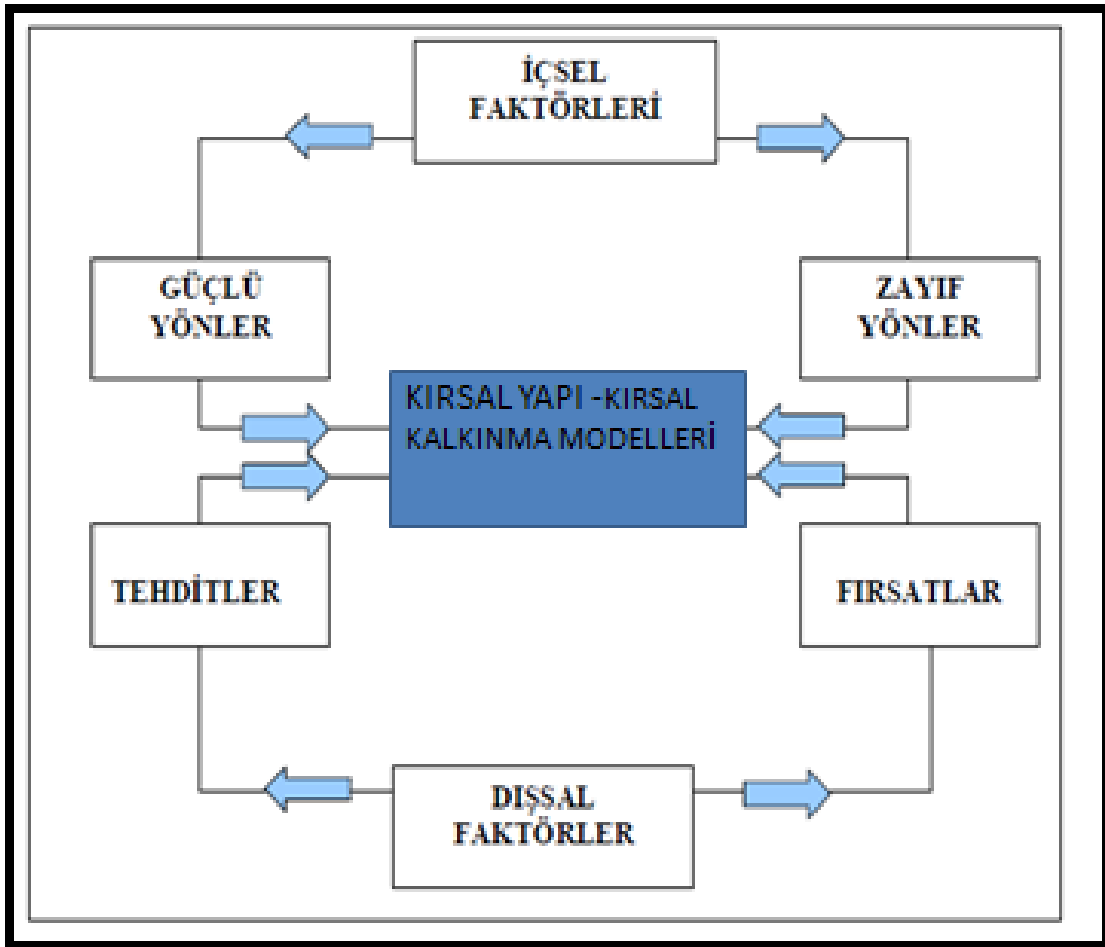 İÇSEL
FAKTÖRLERİ
GÜÇLÜ
YÖNLER
ZAYIF
YÖNLER
KIRSAL YAPI -KIRSAL
KALKINMA MODELLERİ
TEHDİTLER
FIRSATLAR
DIŞSAL
FAKTÖRLER